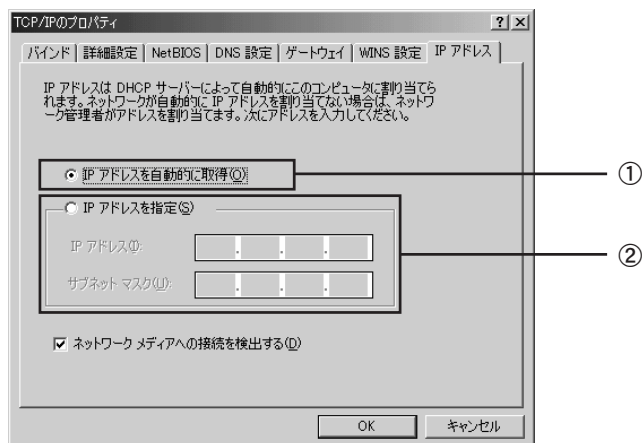 TCP/IPのプロパティ
バインド 詳細設定 NetBIOS DNS 設定 ゲートウェイ WINS 設定 IP アドレス
IP アドレスは DHCP サーバーによって自動的にこのコンピュータに割り当てら
れます。ネットワークが自動的に IP アドレスを割り当てない場合は、ネットワ
ーク管理者がアドレスを割り当てます。次にアドレスを入力してください。
IP アドレスを自動的に取得(O)
①
IP アドレスを指定(S)
IP アドレス(I):
②
サブネット マスク(U):
ネットワーク メディアへの接続を検出する(D)
OK キャンセル